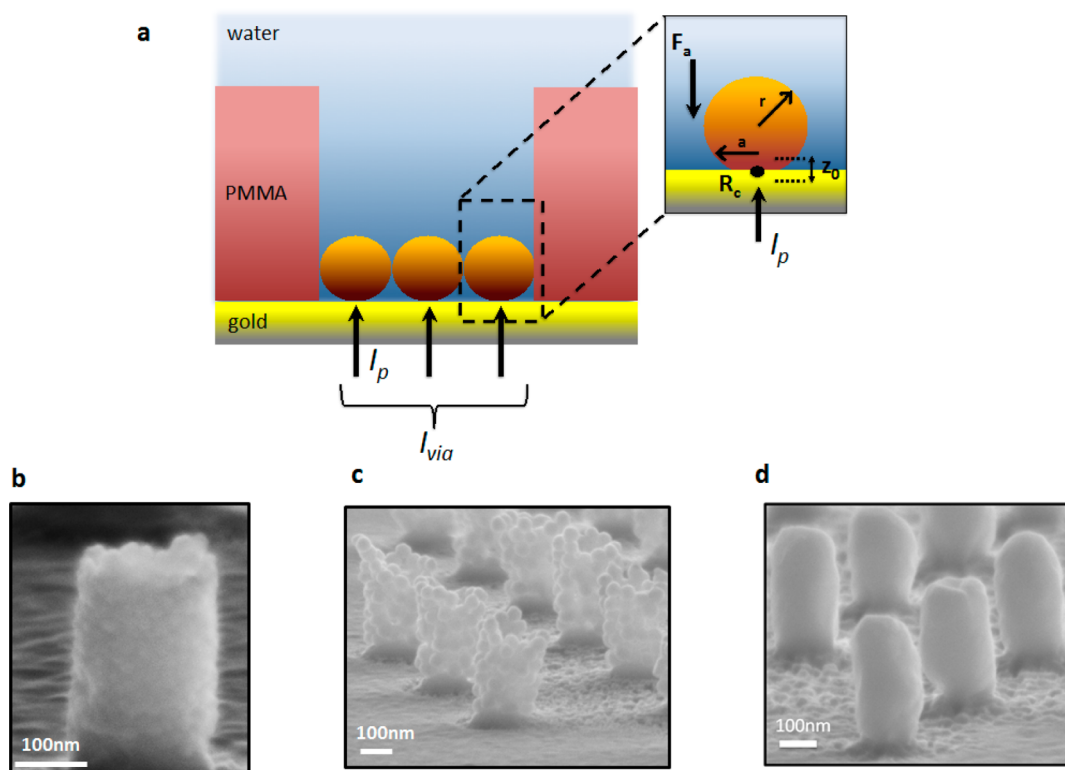 a
water
PMMA
gold
I_p
I_via
F_a
r
a
z_0
R_c
I_p
b
100nm
c
100nm
d
100nm